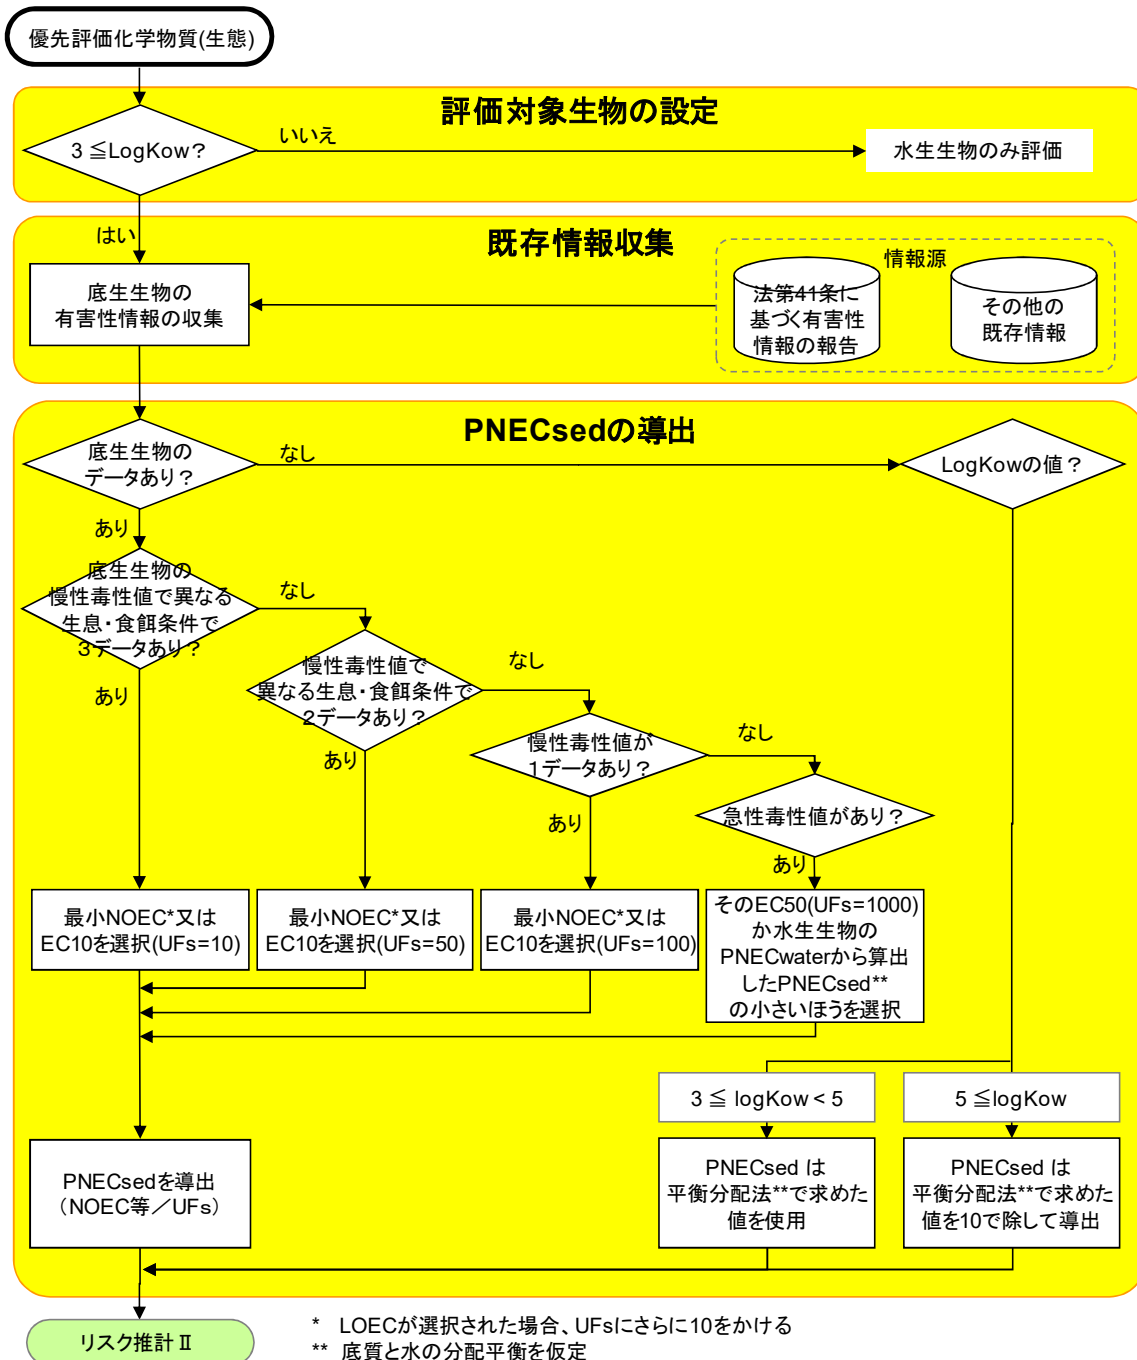 優先評価化学物質(生態)
評価対象生物の設定
3 ≦LogKow？
いいえ
水生生物のみ評価
はい
既存情報収集
底生生物の
有害性情報の収集
情報源
法第41条に
基づく有害性
情報の報告
その他の
既存情報
PNECsedの導出
底生生物の
データあり？
なし
LogKowの値？
あり
底生生物の
慢性毒性値で異なる
生息・食餌条件で
３データあり？
なし
あり
慢性毒性値で
異なる生息・食餌条件で
２データあり？
なし
あり
慢性毒性値が
１データあり？
なし
あり
急性毒性値があり？
あり
最小NOEC*又は
EC10を選択(UFs=10)
最小NOEC*又は
EC10を選択(UFs=50)
最小NOEC*又は
EC10を選択(UFs=100)
そのEC50(UFs=1000)
か水生生物の
PNECwaterから算出
したPNECsed**
の小さいほうを選択
3 ≦ logKow < 5
5 ≦logKow
PNECsedを導出
（NOEC等／UFs）
PNECsed は
平衡分配法**で求めた
値を使用
PNECsed は
平衡分配法**で求めた
値を10で除して導出
リスク推計Ⅱ
* LOECが選択された場合、UFsにさらに10をかける
** 底質と水の分配平衡を仮定